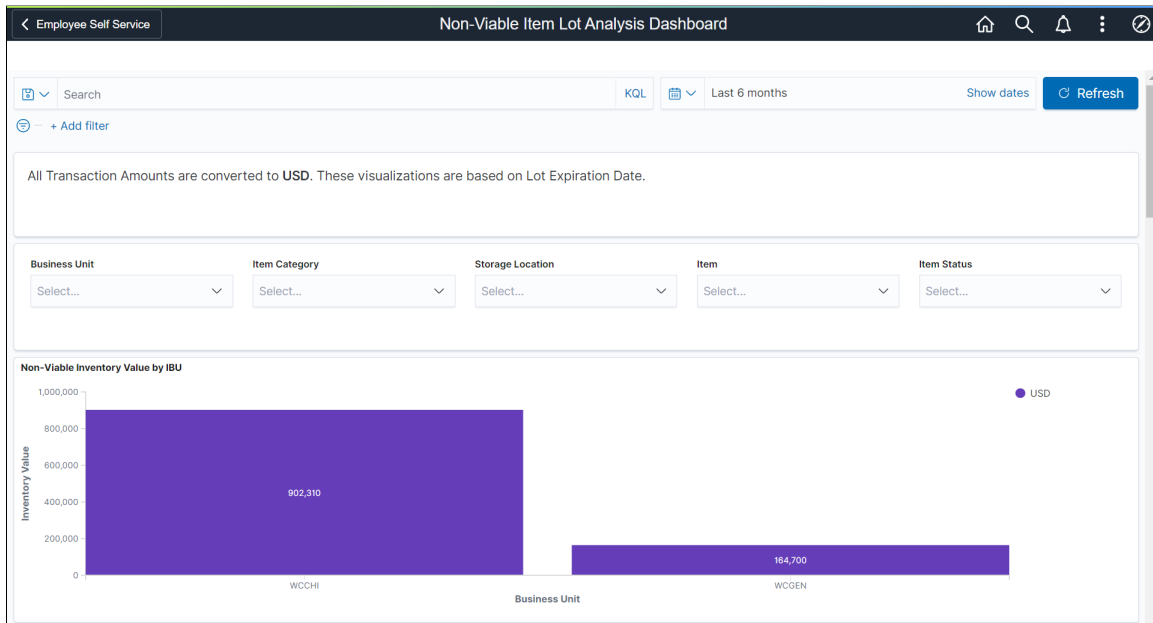 Employee Self Service
Non-Viable Item Lot Analysis Dashboard
Search
KQL
Last 6 months
Show dates
Refresh
+ Add filter
All Transaction Amounts are converted to USD. These visualizations are based on Lot Expiration Date.
Business Unit
Item Category
Storage Location
Item
Item Status
Select...
Select...
Select...
Select...
Select...
Non-Viable Inventory Value by IBU
1,000,000
800,000
600,000
400,000
200,000
0
Inventory Value
902,310
164,700
WCCHI
WCGEN
Business Unit
USD